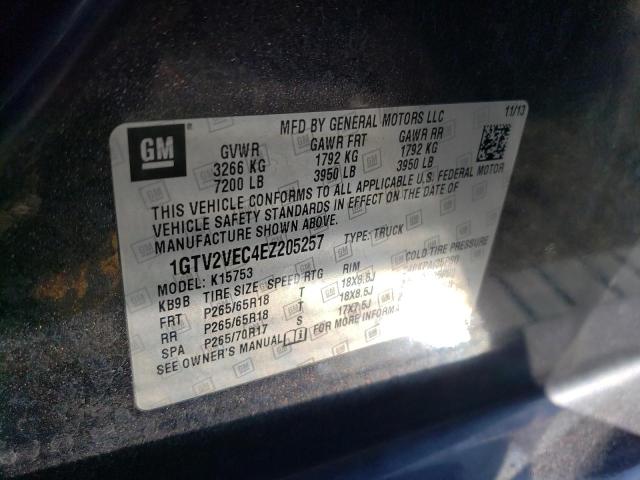 GM
MFD BY GENERAL MOTORS LLC 11/13
GVWR GAWR FRT GAWR RR
3266 KG 1792 KG 1792 KG
7200 LB 3950 LB 3950 LB
THIS VEHICLE CONFORMS TO ALL APPLICABLE U.S. FEDERAL MOTOR
VEHICLE SAFETY STANDARDS IN EFFECT ON THE DATE OF
MANUFACTURE SHOWN ABOVE.
1GTV2VEC4EZ205257 TYPE: TRUCK
MODEL: K15753
KB9B TIRE SIZE SPEED RTG RIM COLD TIRE PRESSURE
FRT P265/65R18 T 18X8.5J
RR P265/65R18 T 18X8.5J
SPA P265/70R17 S 17X7.5J
SEE OWNER'S MANUAL FOR MORE INFORMATION